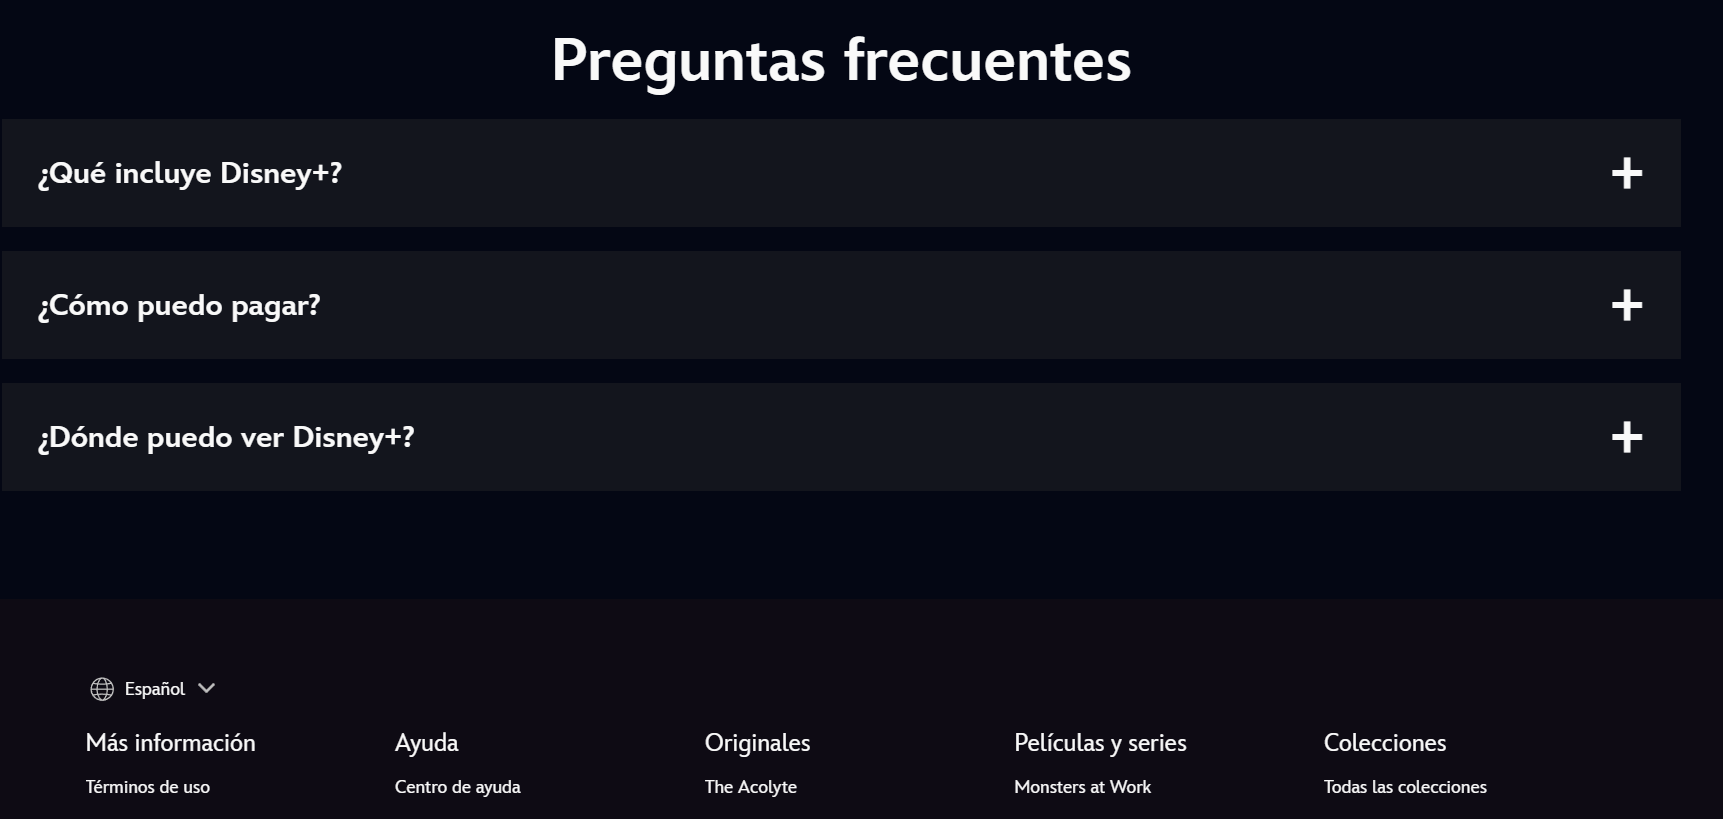 Preguntas frecuentes
¿Qué incluye Disney+?
¿Cómo puedo pagar?
¿Dónde puedo ver Disney+?
Español
Más información
Ayuda
Originales
Películas y series
Colecciones
Términos de uso
Centro de ayuda
The Acolyte
Monsters at Work
Todas las colecciones